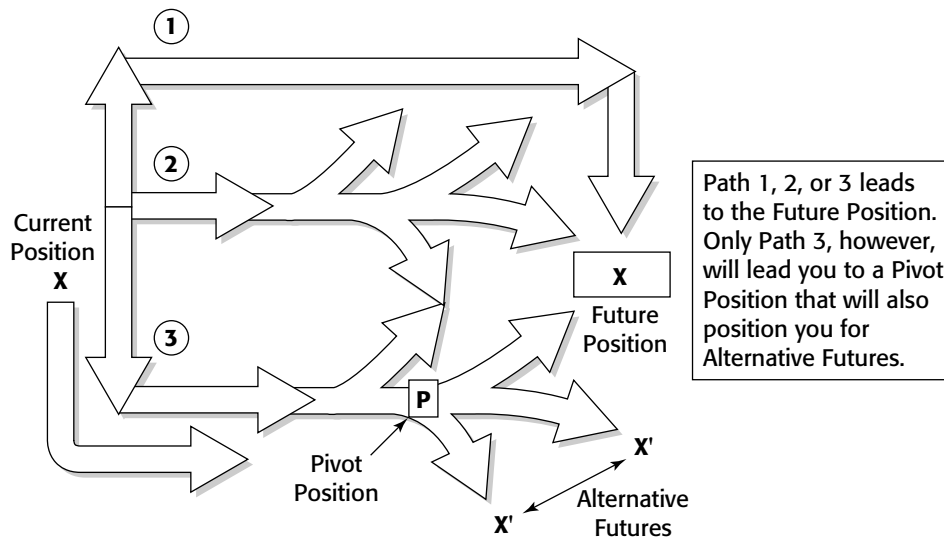 1
2
Current
Position
X
3
X
Future
Position
P
Pivot
Position
X'
X'
Alternative
Futures
Path 1, 2, or 3 leads
to the Future Position.
Only Path 3, however,
will lead you to a Pivot
Position that will also
position you for
Alternative Futures.